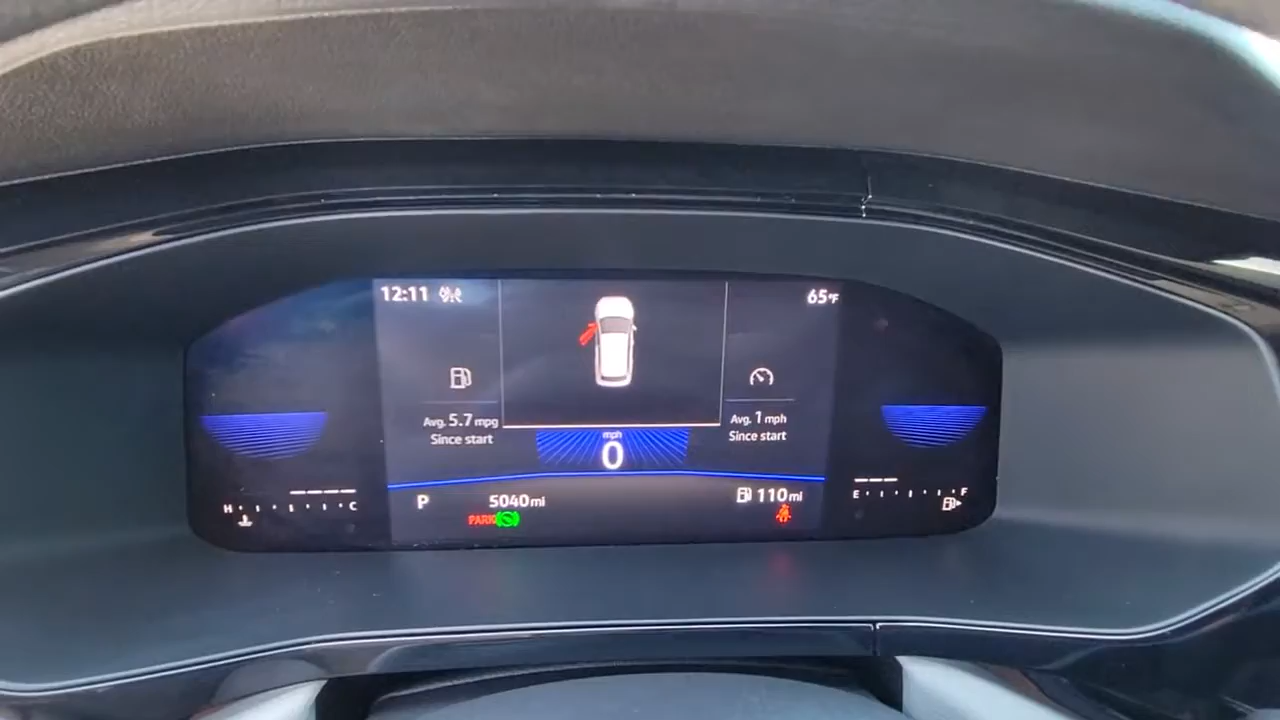 12:11
65°F
Avg. 5.7 mpg
Since start
Avg. 1 mph
Since start
mph
0
P
5040 mi
110 mi
PARK
H C
E F